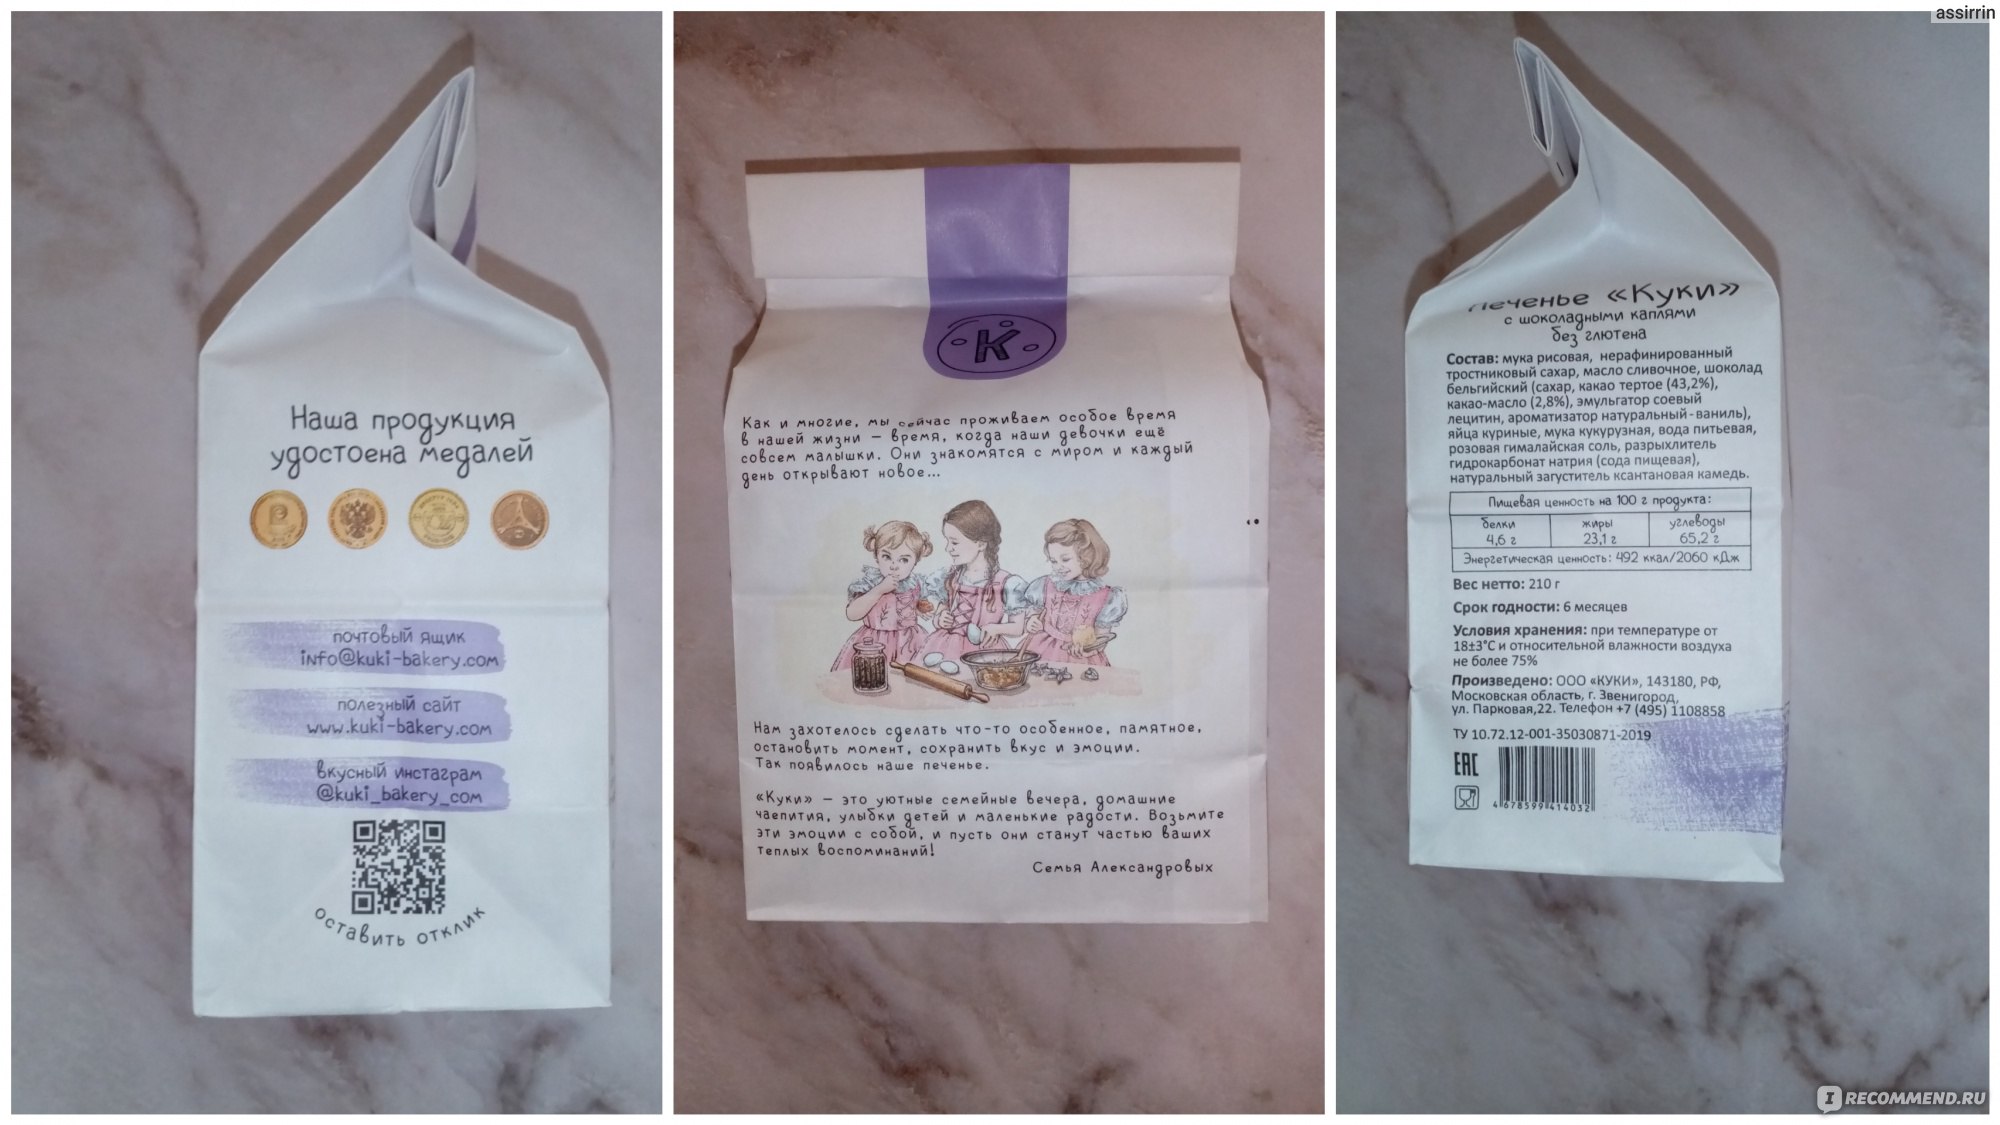 assirrin
Наша продукция
удостоена медалей
почтовый ящик
info@kuki-bakery.com
полезный сайт
www.kuki-bakery.com
вкусный инстаграм
@kuki_bakery_com
оставить отклик
K
Как и многие, мы сейчас проживаем особое время
в нашей жизни — время, когда наши девочки ещё
совсем малышки. Они знакомятся с миром и каждый
день открывают новое...
Нам захотелось сделать что-то особенное, памятное,
остановить момент, сохранить вкус и эмоции.
Так появилось наше печенье.
«Куки» — это уютные семейные вечера, домашние
чаепития, улыбки детей и маленькие радости. Возьмите
эти эмоции с собой, и пусть они станут частью ваших
теплых воспоминаний!
Семья Александровых
Печенье «Куки»
с шоколадными каплями
без глютена
Состав: мука рисовая, нерафинированный
тростниковый сахар, масло сливочное, шоколад
бельгийский (сахар, какао тертое (43,2%),
какао-масло (2,8%), эмульгатор соевый
лецитин, ароматизатор натуральный-ваниль),
яйца куриные, мука кукурузная, вода питьевая,
розовая гималайская соль, разрыхлитель
гидрокарбонат натрия (сода пищевая),
натуральный загуститель ксантановая камедь.
Пищевая ценность на 100 г продукта:
белки жиры углеводы
4,6 г 23,1 г 65,2 г
Энергетическая ценность: 492 ккал/2060 кДж
Вес нетто: 210 г
Срок годности: 6 месяцев
Условия хранения: при температуре от
18±3°С и относительной влажности воздуха
не более 75%
Произведено: ООО «КУКИ», 143180, РФ,
Московская область, г. Звенигород,
ул. Парковая,22. Телефон +7 (495) 1108858
ТУ 10.72.12-001-35030871-2019
EAC
4 678599 414032
IRECOMMEND.RU